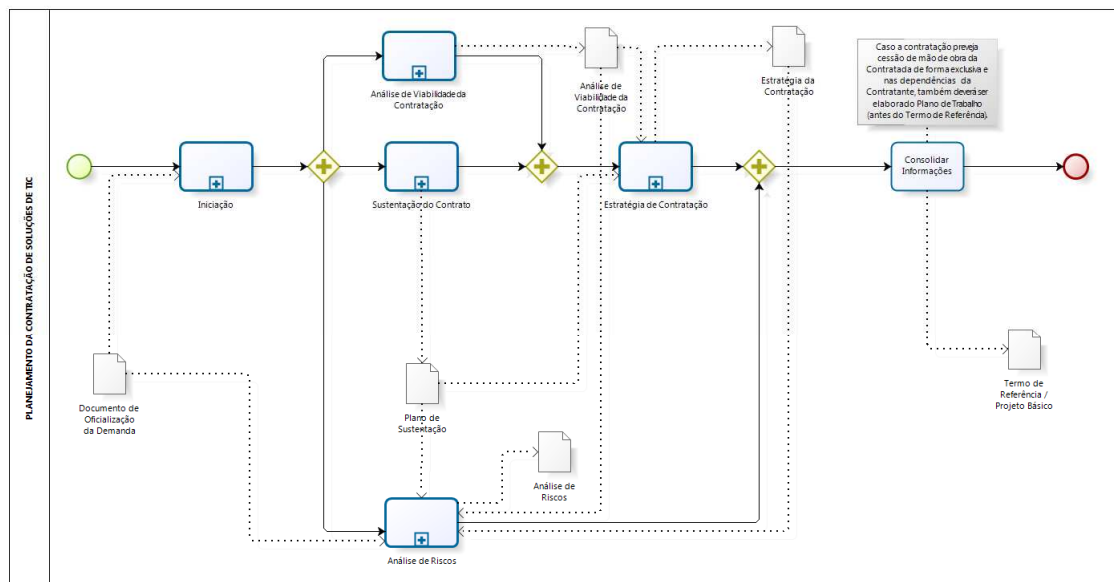 PLANEJAMENTO DA CONTRATAÇÃO DE SOLUÇÕES DE TIC
Caso a contratação preveja
cessão de mão de obra da
Contratada de forma exclusiva e
nas dependências da
Contratante, também deverá ser
elaborado Plano de Trabalho
(antes do Termo de Referência).
Análise de Viabilidade da
Contratação
Análise de
Viabilidade da
Contratação
Estratégia da
Contratação
Iniciação
Sustentação do Contrato
Estratégia de Contratação
Consolidar
Informações
Documento de
Oficialização
da Demanda
Plano de
Sustentação
Termo de
Referência /
Projeto Básico
Análise de
Riscos
Análise de Riscos